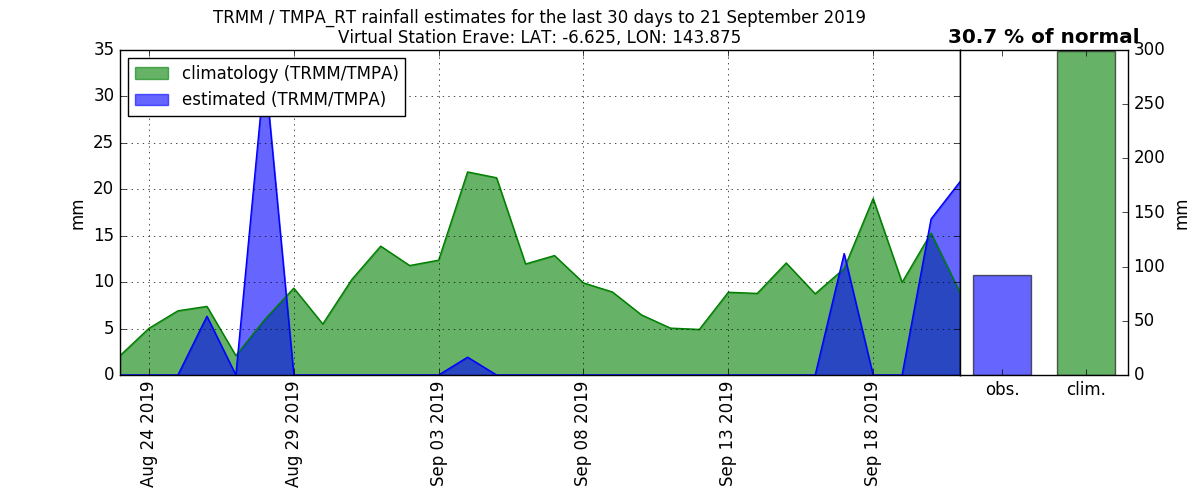 TRMM / TMPA_RT rainfall estimates for the last 30 days to 21 September 2019
Virtual Station Erave: LAT: -6.625, LON: 143.875
30.7 % of normal
climatology (TRMM/TMPA)
estimated (TRMM/TMPA)
35
30
25
20
15
10
5
0
mm
Aug 24 2019
Aug 29 2019
Sep 03 2019
Sep 08 2019
Sep 13 2019
Sep 18 2019
300
250
200
150
100
50
0
mm
obs.
clim.